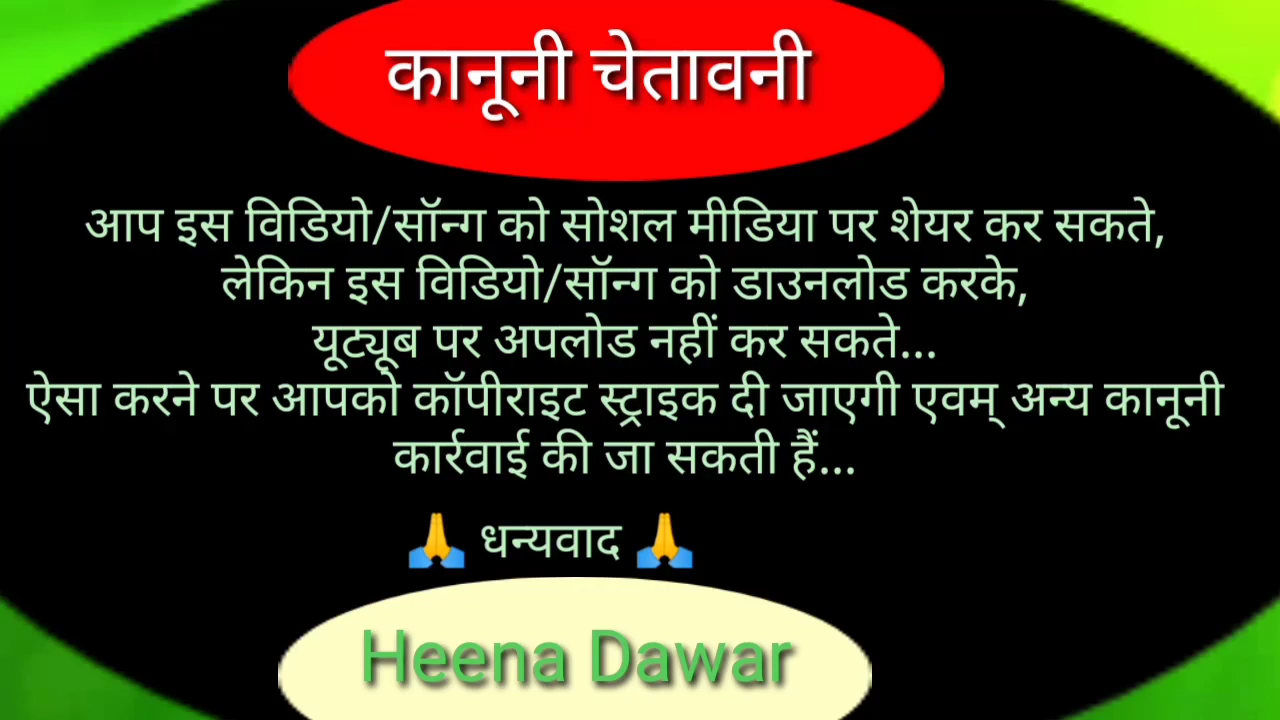 कानूनी चेतावनी
आप इस विडियो/सॉन्ग को सोशल मीडिया पर शेयर कर सकते,
लेकिन इस विडियो/सॉन्ग को डाउनलोड करके,
यूट्यूब पर अपलोड नहीं कर सकते...
ऐसा करने पर आपको कॉपीराइट स्ट्राइक दी जाएगी एवम् अन्य कानूनी
कार्रवाई की जा सकती हैं...
🙏 धन्यवाद 🙏
Heena Dawar